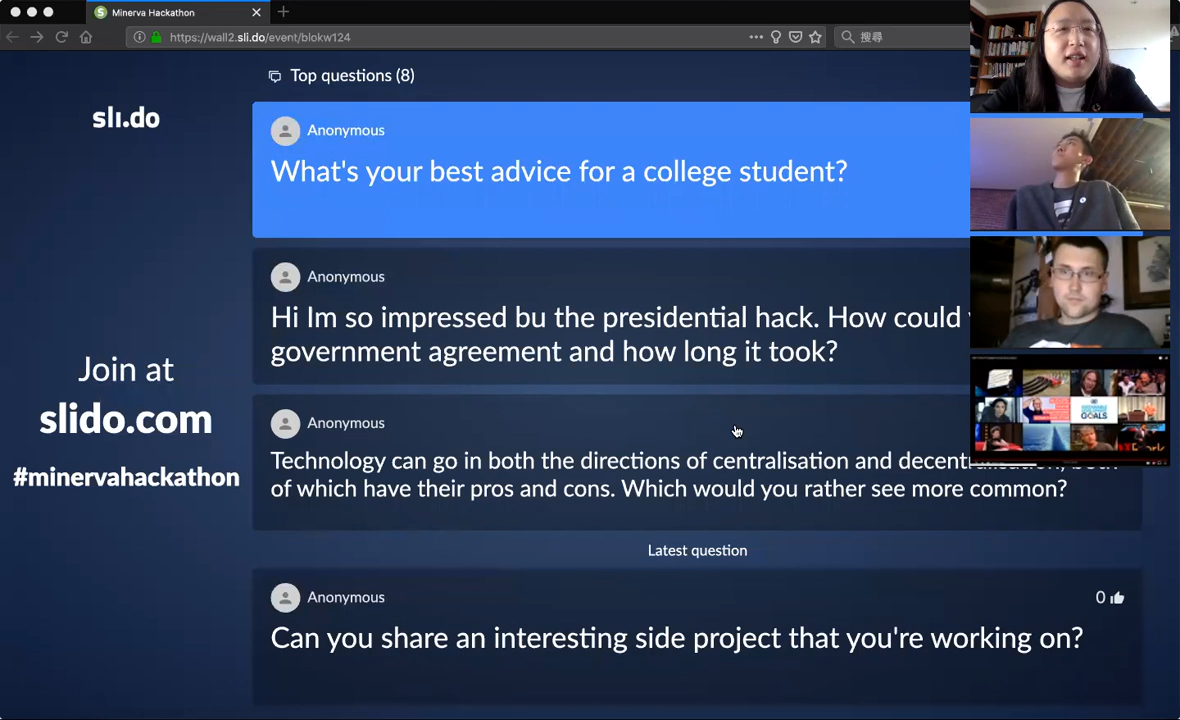 Minerva Hackathon
https://wall2.sli.do/event/blokw124
搜尋
Top questions (8)
sli.do
Anonymous
What's your best advice for a college student?
Anonymous
Hi Im so impressed bu the presidential hack. How could
government agreement and how long it took?
Join at
slido.com
#minervahackathon
Anonymous
Technology can go in both the directions of centralisation and
of which have their pros and cons. Which would you rather see more common?
Latest question
Anonymous
0
Can you share an interesting side project that you're working on?
GOALS